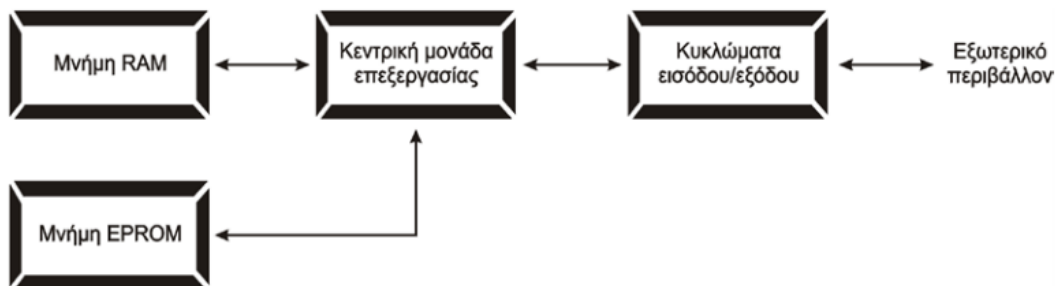 Μνήμη RAM
Κεντρική μονάδα
επεξεργασίας
Κυκλώματα
εισόδου/εξόδου
Εξωτερικό
περιβάλλον
Μνήμη EPROM